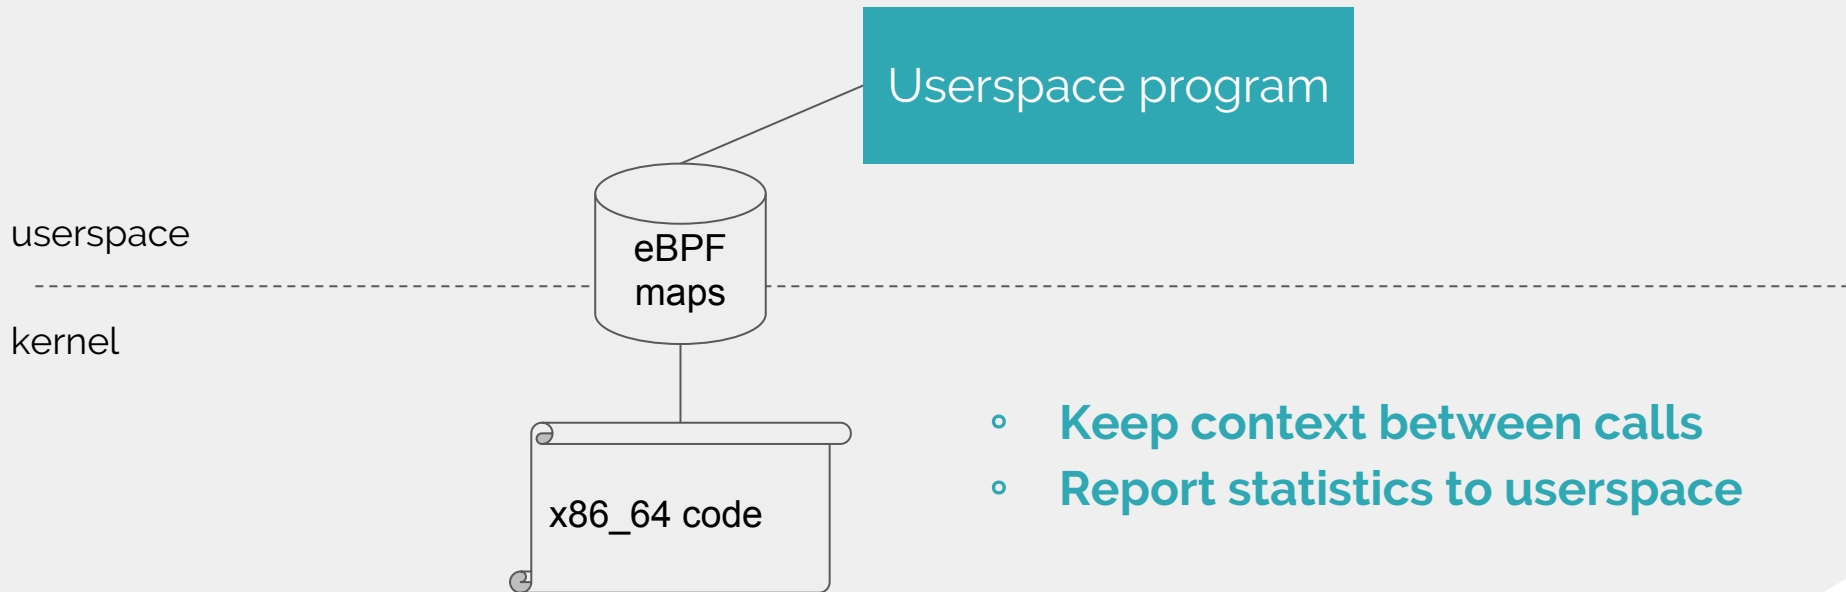 Userspace program
userspace
eBPF
maps
kernel
Keep context between calls
Report statistics to userspace
x86_64 code